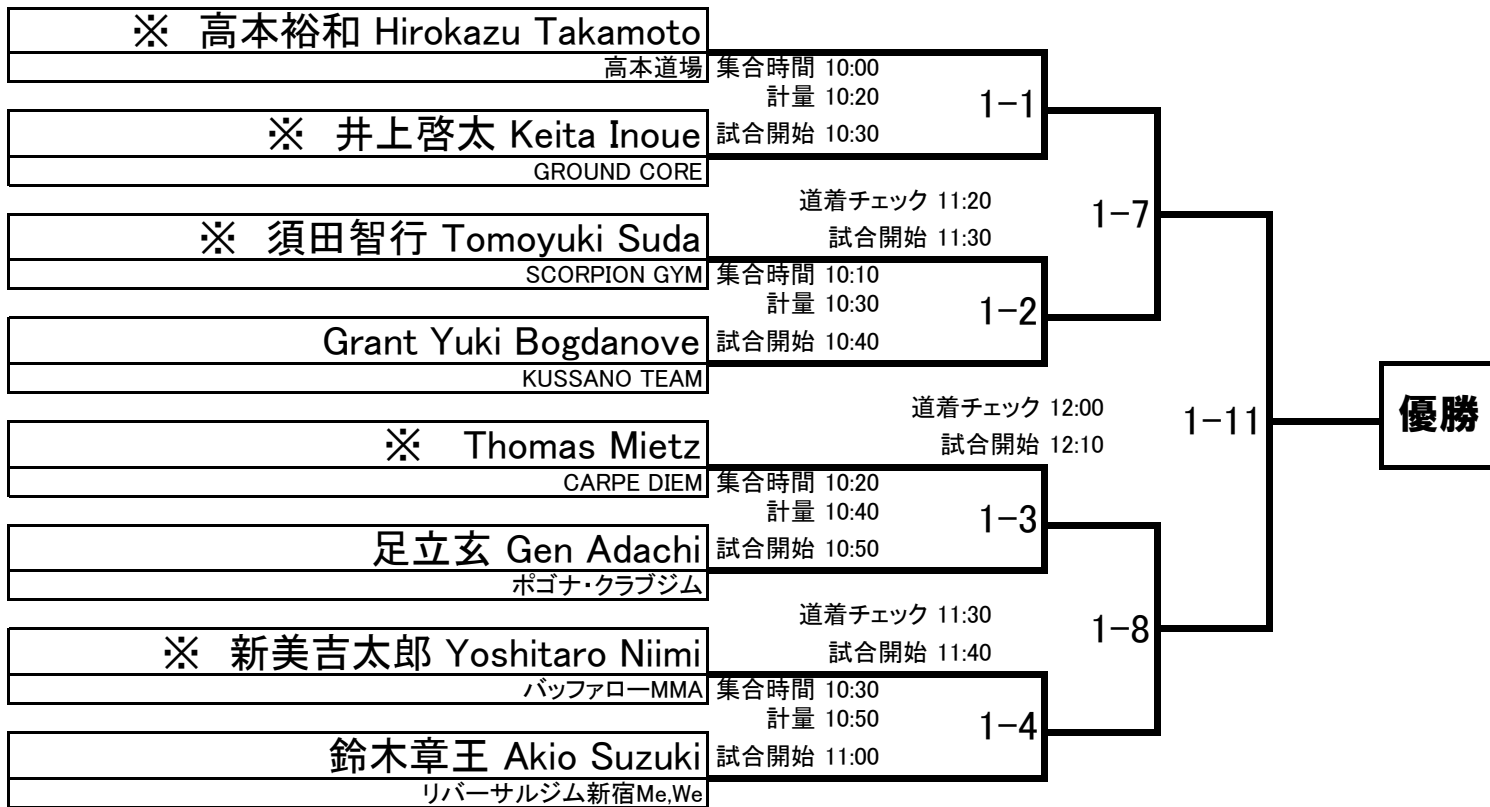 ※ 高本裕和 Hirokazu Takamoto
高本道場
集合時間 10:00
計量 10:20
1-1
※ 井上啓太 Keita Inoue
試合開始 10:30
GROUND CORE
道着チェック 11:20
1-7
試合開始 11:30
※ 須田智行 Tomoyuki Suda
SCORPION GYM
集合時間 10:10
計量 10:30
1-2
Grant Yuki Bogdanove
試合開始 10:40
KUSSANO TEAM
道着チェック 12:00
1-11
優勝
試合開始 12:10
※ Thomas Mietz
CARPE DIEM
集合時間 10:20
計量 10:40
1-3
足立玄 Gen Adachi
試合開始 10:50
ポゴナ・クラブジム
道着チェック 11:30
1-8
試合開始 11:40
※ 新美吉太郎 Yoshitaro Niimi
バッファローMMA
集合時間 10:30
計量 10:50
1-4
鈴木章王 Akio Suzuki
試合開始 11:00
リバーサルジム新宿Me,We